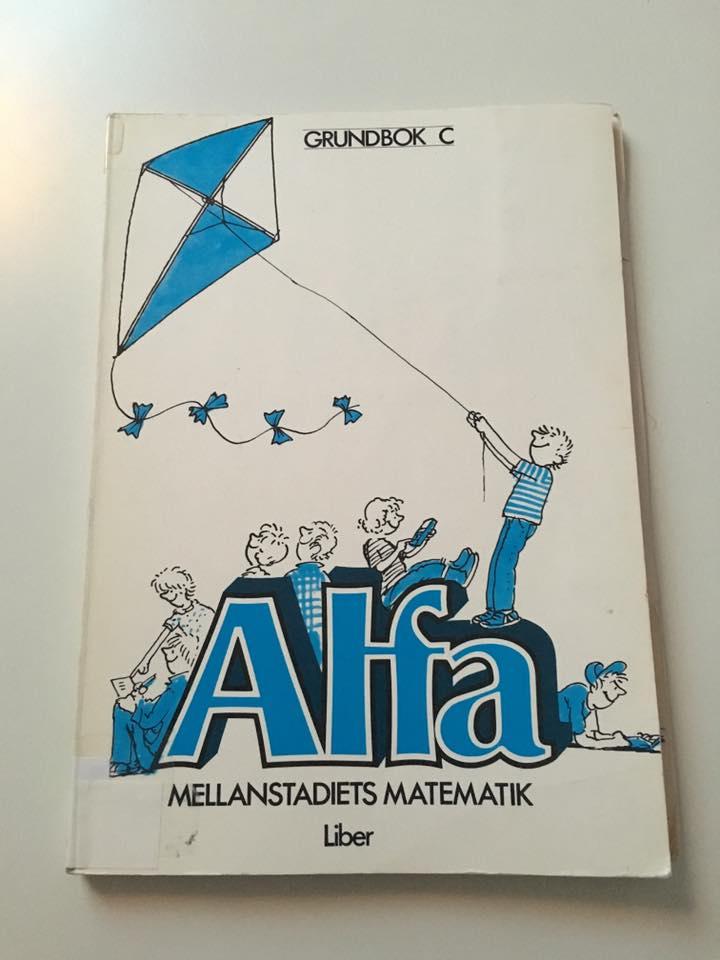 GRUNDBOK C
Alfa
MELLANSTADIETS MATEMATIK
Liber